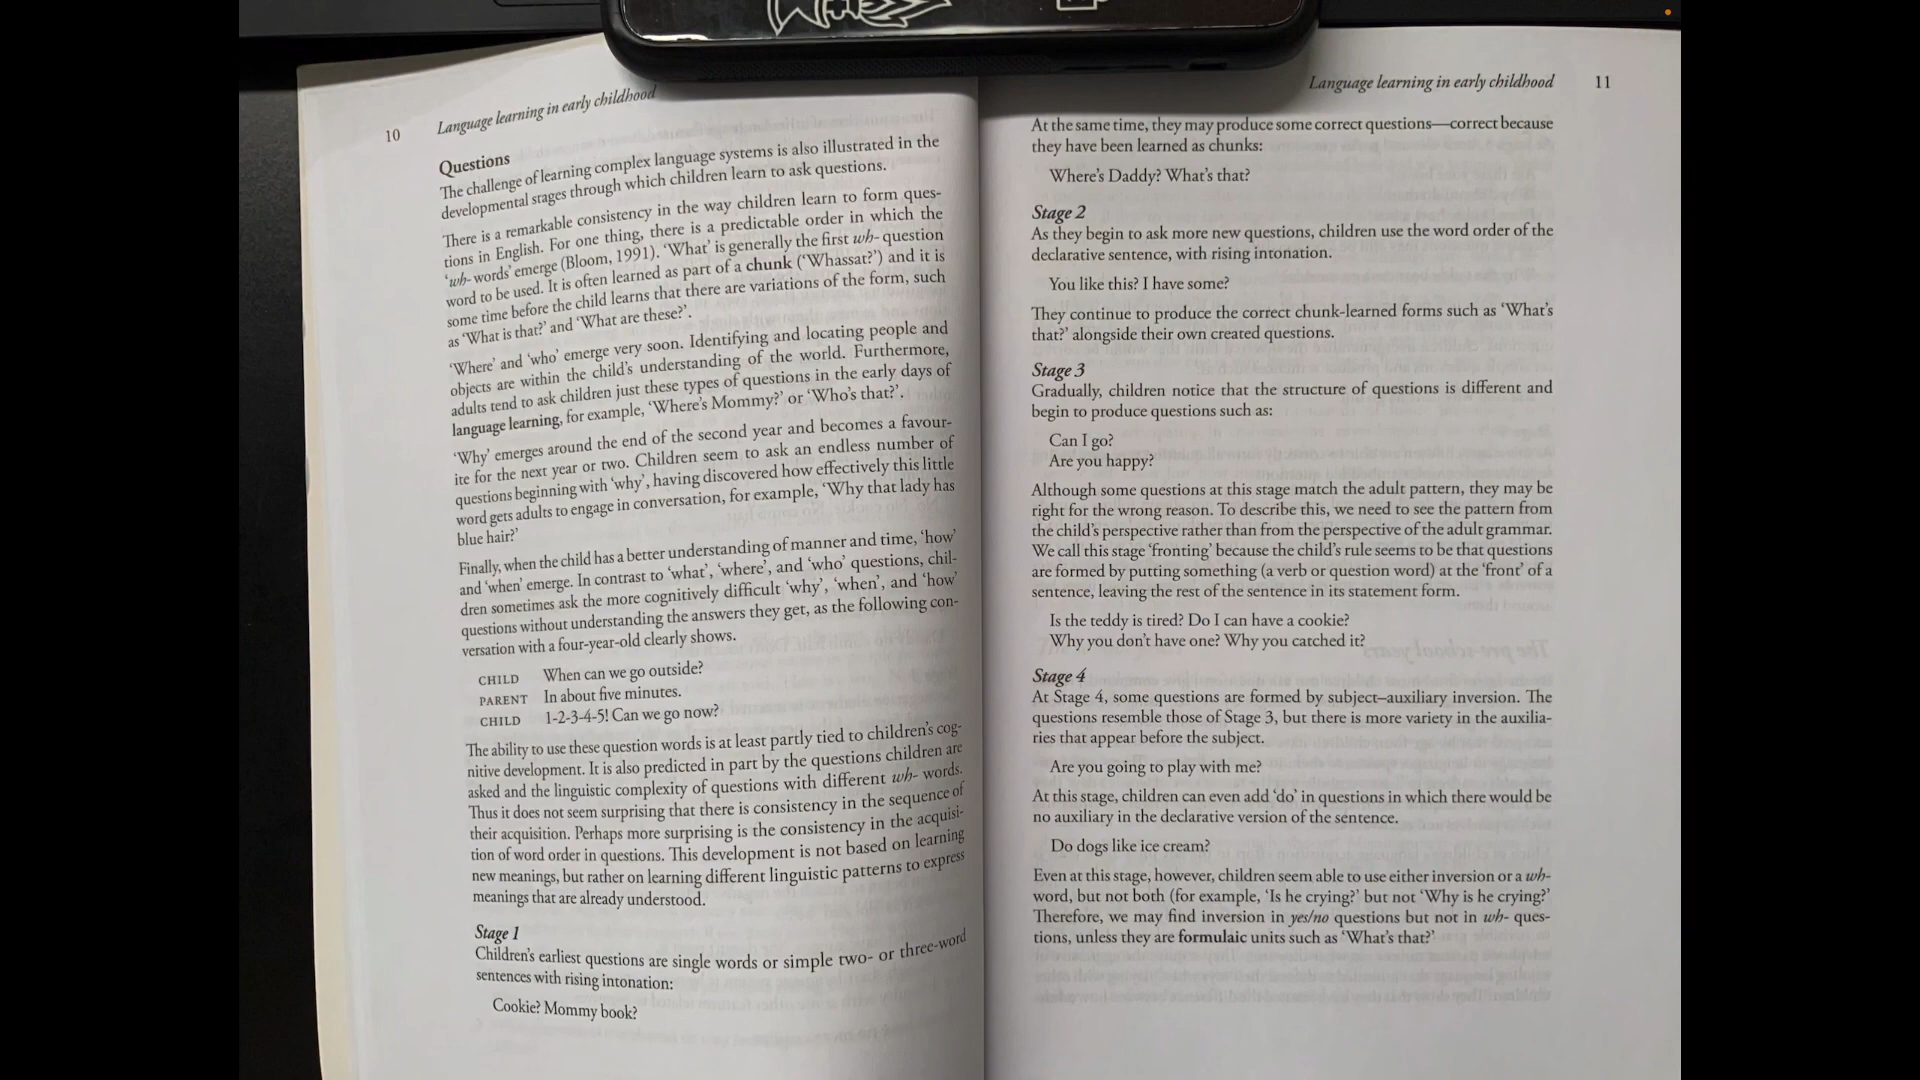 10
Language learning in early childhood
Questions
The challenge of learning complex language systems is also illustrated in the
developmental stages through which children learn to ask questions.
There is a remarkable consistency in the way children learn to form ques-
tions in English. For one thing, there is a predictable order in which the
‘wh- words’ emerge (Bloom, 1991). ‘What’ is generally the first wh- question
word to be used. It is often learned as part of a chunk (‘Whassat?’) and it is
some time before the child learns that there are variations of the form, such
as ‘What is that?’ and ‘What are these?’.
‘Where’ and ‘who’ emerge very soon. Identifying and locating people and
objects are within the child’s understanding of the world. Furthermore,
adults tend to ask children just these types of questions in the early days of
language learning, for example, ‘Where’s Mommy?’ or ‘Who’s that?’.
‘Why’ emerges around the end of the second year and becomes a favour-
ite for the next year or two. Children seem to ask an endless number of
questions beginning with ‘why’, having discovered how effectively this little
word gets adults to engage in conversation, for example, ‘Why that lady has
blue hair?’
Finally, when the child has a better understanding of manner and time, ‘how’
and ‘when’ emerge. In contrast to ‘what’, ‘where’, and ‘who’ questions, chil-
dren sometimes ask the more cognitively difficult ‘why’, ‘when’, and ‘how’
questions without understanding the answers they get, as the following con-
versation with a four-year-old clearly shows.
CHILD When can we go outside?
PARENT In about five minutes.
CHILD 1-2-3-4-5! Can we go now?
The ability to use these question words is at least partly tied to children’s cog-
nitive development. It is also predicted in part by the questions children are
asked and the linguistic complexity of questions with different wh- words.
Thus it does not seem surprising that there is consistency in the sequence of
their acquisition. Perhaps more surprising is the consistency in the acquisi-
tion of word order in questions. This development is not based on learning
new meanings, but rather on learning different linguistic patterns to express
meanings that are already understood.
Stage 1
Children’s earliest questions are single words or simple two- or three-word
sentences with rising intonation:
Cookie? Mommy book?
Language learning in early childhood 11
At the same time, they may produce some correct questions—correct because
they have been learned as chunks:
Where’s Daddy? What’s that?
Stage 2
As they begin to ask more new questions, children use the word order of the
declarative sentence, with rising intonation.
You like this? I have some?
They continue to produce the correct chunk-learned forms such as ‘What’s
that?’ alongside their own created questions.
Stage 3
Gradually, children notice that the structure of questions is different and
begin to produce questions such as:
Can I go?
Are you happy?
Although some questions at this stage match the adult pattern, they may be
right for the wrong reason. To describe this, we need to see the pattern from
the child’s perspective rather than from the perspective of the adult grammar.
We call this stage ‘fronting’ because the child’s rule seems to be that questions
are formed by putting something (a verb or question word) at the ‘front’ of a
sentence, leaving the rest of the sentence in its statement form.
Is the teddy is tired? Do I can have a cookie?
Why you don’t have one? Why you catched it?
Stage 4
At Stage 4, some questions are formed by subject–auxiliary inversion. The
questions resemble those of Stage 3, but there is more variety in the auxilia-
ries that appear before the subject.
Are you going to play with me?
At this stage, children can even add ‘do’ in questions in which there would be
no auxiliary in the declarative version of the sentence.
Do dogs like ice cream?
Even at this stage, however, children seem able to use either inversion or a wh-
word, but not both (for example, ‘Is he crying?’ but not ‘Why is he crying?’
Therefore, we may find inversion in yes/no questions but not in wh- ques-
tions, unless they are formulaic units such as ‘What’s that?’